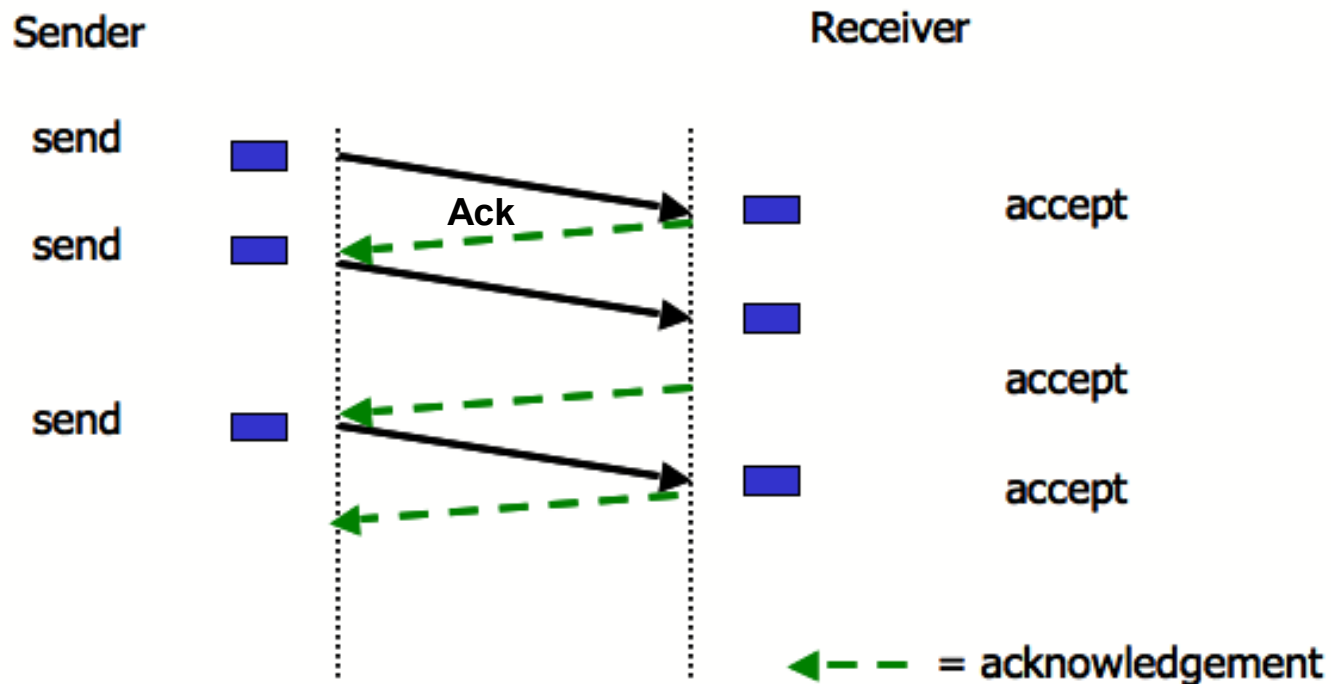 Sender
Receiver
send
Ack
accept
send
accept
send
accept
= acknowledgement